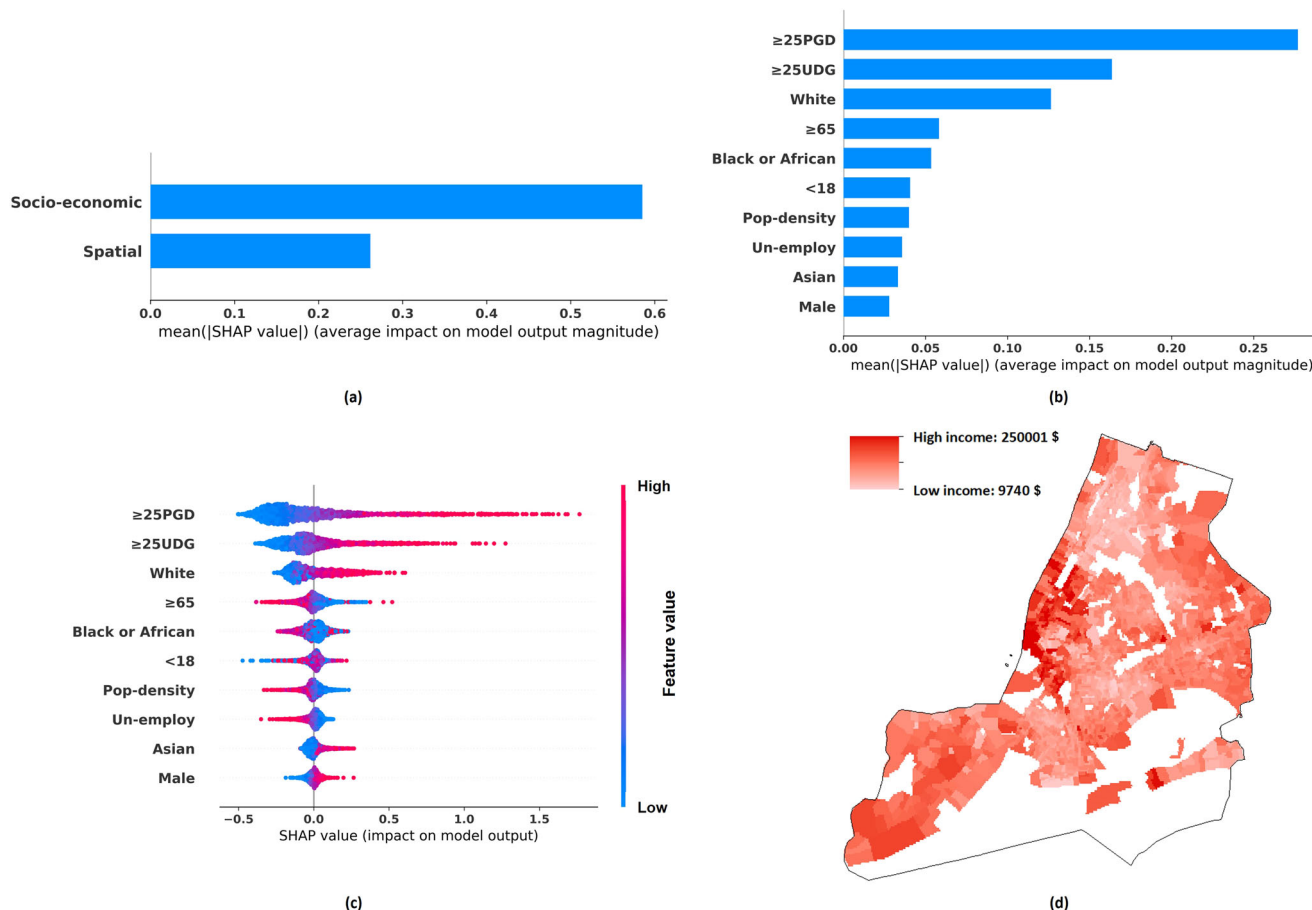 Socio-economic
Spatial
0.0 0.1 0.2 0.3 0.4 0.5 0.6
mean(|SHAP value|) (average impact on model output magnitude)
(a)
≥25PGD
≥25UDG
White
≥65
Black or African
<18
Pop-density
Un-employ
Asian
Male
0.00 0.05 0.10 0.15 0.20 0.25
mean(|SHAP value|) (average impact on model output magnitude)
(b)
≥25PGD
≥25UDG
White
≥65
Black or African
<18
Pop-density
Un-employ
Asian
Male
−0.5 0.0 0.5 1.0 1.5
SHAP value (impact on model output)
High
Feature value
Low
(c)
High income: 250001 $
Low income: 9740 $
(d)